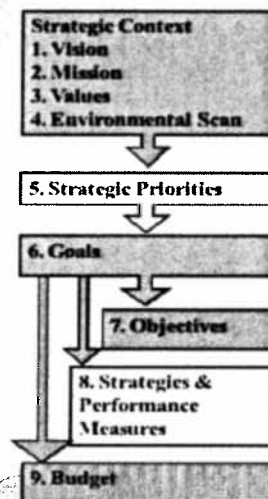 Strategic Context
1. Vision
2. Mission
3. Values
4. Environmental Scan
5. Strategic Priorities
6. Goals
7. Objectives
8. Strategies &
Performance
Measures
9. Budget